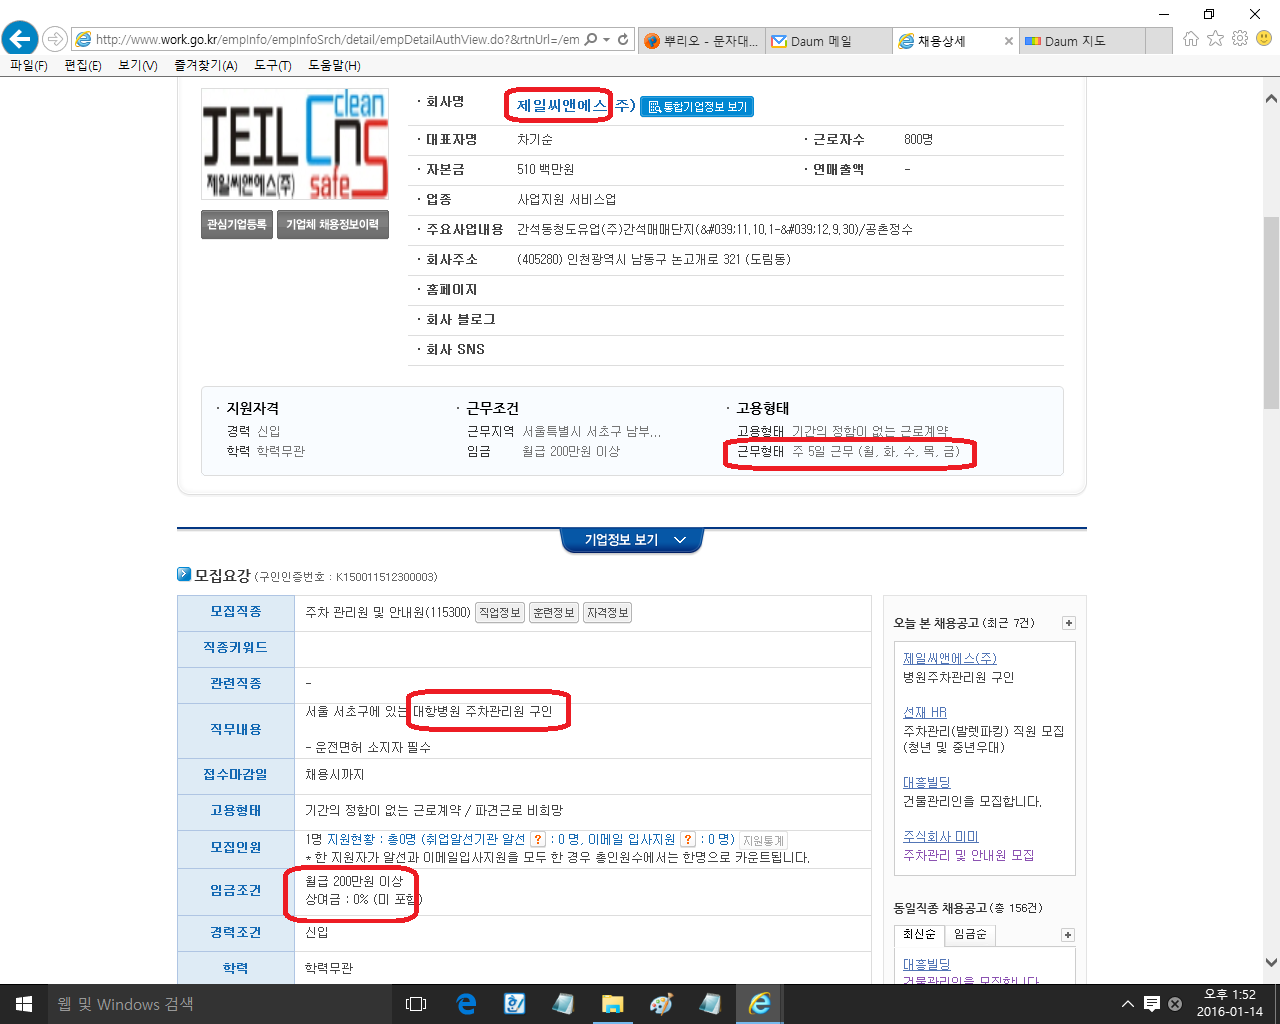 http://www.work.go.kr/empInfo/empInfoSrch/detail/empDetailAuthView.do?&rtnUrl=/em
뿌리오 - 문자대...
Daum 메일
채용상세
Daum 지도
파일(F) 편집(E) 보기(V) 즐겨찾기(A) 도구(T) 도움말(H)
JEIL cns clean safe
제일씨앤에스(주)
관심기업등록 기업체 채용정보이력
· 회사명 제일씨앤에스 주) 통합기업정보 보기
· 대표자명 차기순 · 근로자수 800명
· 자본금 510 백만원 · 연매출액 -
· 업종 사업지원 서비스업
· 주요사업내용 간석동청도유업(주)간석매매단지(&#039;11.10.1-&#039;12.9.30)/공촌정수
· 회사주소 (405280) 인천광역시 남동구 논고개로 321 (도림동)
· 홈페이지
· 회사 블로그
· 회사 SNS
· 지원자격
경력 신입
학력 학력무관
· 근무조건
근무지역 서울특별시 서초구 남부...
임금 월급 200만원 이상
· 고용형태
고용형태 기간의 정함이 없는 근로계약
근무형태 주 5일 근무 (월, 화, 수, 목, 금)
기업정보 보기
모집요강 (구인인증번호 : K150011512300003)
모집직종 주차 관리원 및 안내원(115300) 직업정보 훈련정보 자격정보
직종키워드
관련직종 -
직무내용 서울 서초구에 있는 대항병원 주차관리원 구인
- 운전면허 소지자 필수
접수마감일 채용시까지
고용형태 기간의 정함이 없는 근로계약 / 파견근로 비희망
모집인원 1명 지원현황 : 총0명 (취업알선기관 알선 ? : 0 명, 이메일 입사지원 ? : 0 명) 지원통계
* 한 지원자가 알선과 이메일입사지원을 모두 한 경우 총인원수에서는 한명으로 카운트됩니다.
임금조건 월급 200만원 이상
상여금 : 0% (미 포함)
경력조건 신입
학력 학력무관
오늘 본 채용공고 (최근 7건)
제일씨앤에스(주)
병원주차관리원 구인
선재 HR
주차관리(발렛파킹) 직원 모집
(청년 및 중년우대)
대흥빌딩
건물관리인을 모집합니다.
주식회사 미미
주차관리 및 안내원 모집
동일직종 채용공고 (총 156건)
최신순 임금순
대흥빌딩
건물관리인을 모집합니다
웹 및 Windows 검색
오후 1:52
2016-01-14